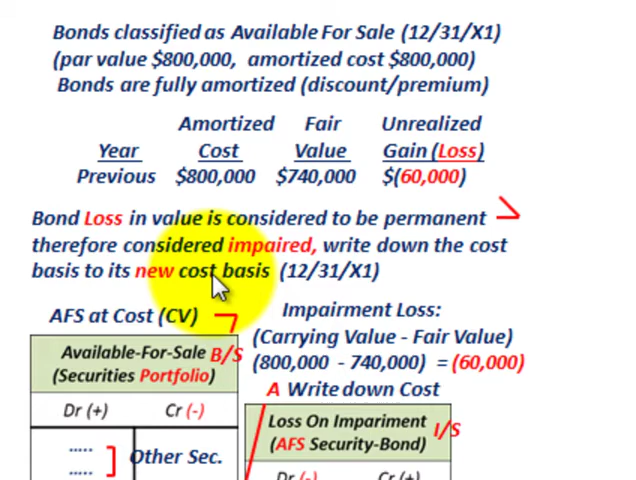 Bonds classified as Available For Sale (12/31/X1)
(par value $800,000, amortized cost $800,000)
Bonds are fully amortized (discount/premium)
Amortized Fair Unrealized
Year Cost Value Gain (Loss)
Previous $800,000 $740,000 $(60,000)
Bond Loss in value is considered to be permanent
therefore considered impaired, write down the cost
basis to its new cost basis (12/31/X1)
AFS at Cost (CV)
Impairment Loss:
(Carrying Value - Fair Value)
(800,000 - 740,000) = (60,000)
A Write down Cost
Available-For-Sale B/S
(Securities Portfolio)
Dr (+) Cr (-)
..... Other Sec.
.....
Loss On Impariment I/S
(AFS Security-Bond)
Dr (-) Cr (+)